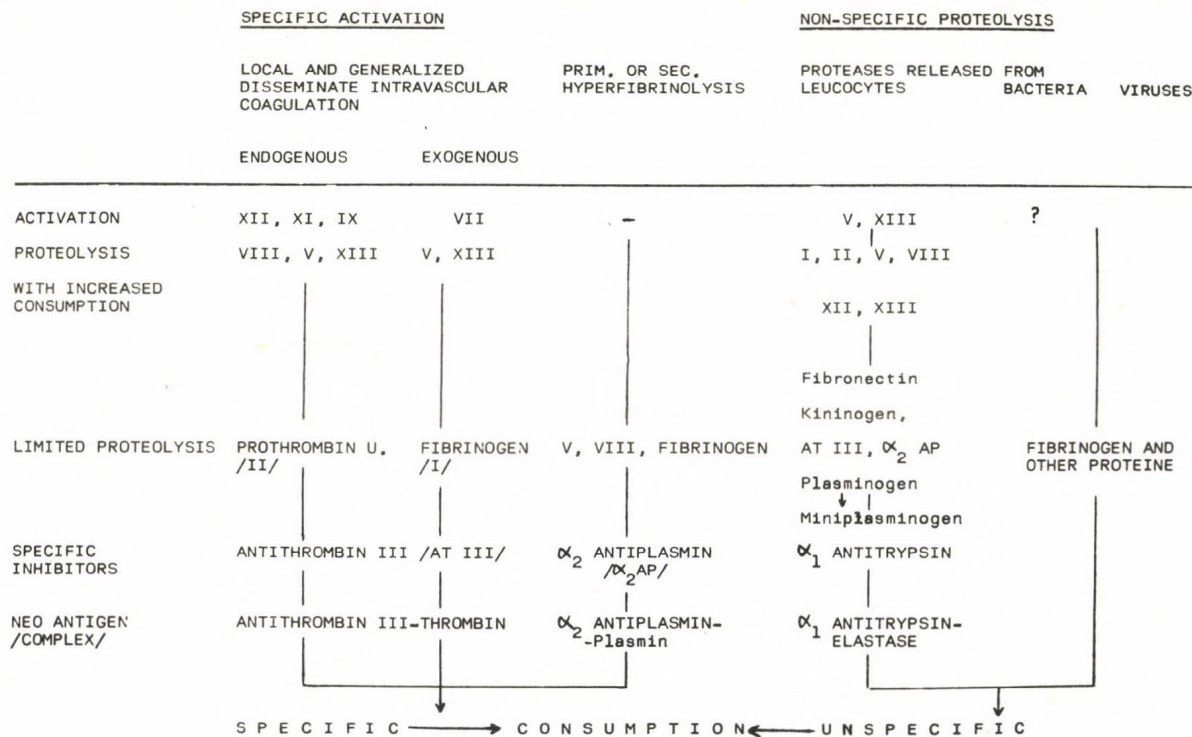 SPECIFIC ACTIVATION NON-SPECIFIC PROTEOLYSIS
LOCAL AND GENERALIZED PRIM. OR SEC. PROTEASES RELEASED FROM
DISSEMINATE INTRAVASCULAR HYPERFIBRINOLYSIS LEUCOCYTES BACTERIA VIRUSES
COAGULATION
ENDOGENOUS EXOGENOUS
ACTIVATION XII, XI, IX VII - V, XIII ?
PROTEOLYSIS VIII, V, XIII V, XIII I, II, V, VIII
WITH INCREASED
CONSUMPTION XII, XIII
Fibronectin
Kininogen,
LIMITED PROTEOLYSIS PROTHROMBIN U. FIBRINOGEN V, VIII, FIBRINOGEN AT III, α2 AP FIBRINOGEN AND
/II/ /I/ OTHER PROTEINE
Plasminogen
Miniplasminogen
SPECIFIC ANTITHROMBIN III /AT III/ α2 ANTIPLASMIN α1 ANTITRYPSIN
INHIBITORS /α2AP/
NEO ANTIGEN ANTITHROMBIN III-THROMBIN α2 ANTIPLASMIN- α1 ANTITRYPSIN-
/COMPLEX/ -Plasmin ELASTASE
SPECIFIC CONSUMPTION UNSPECIFIC